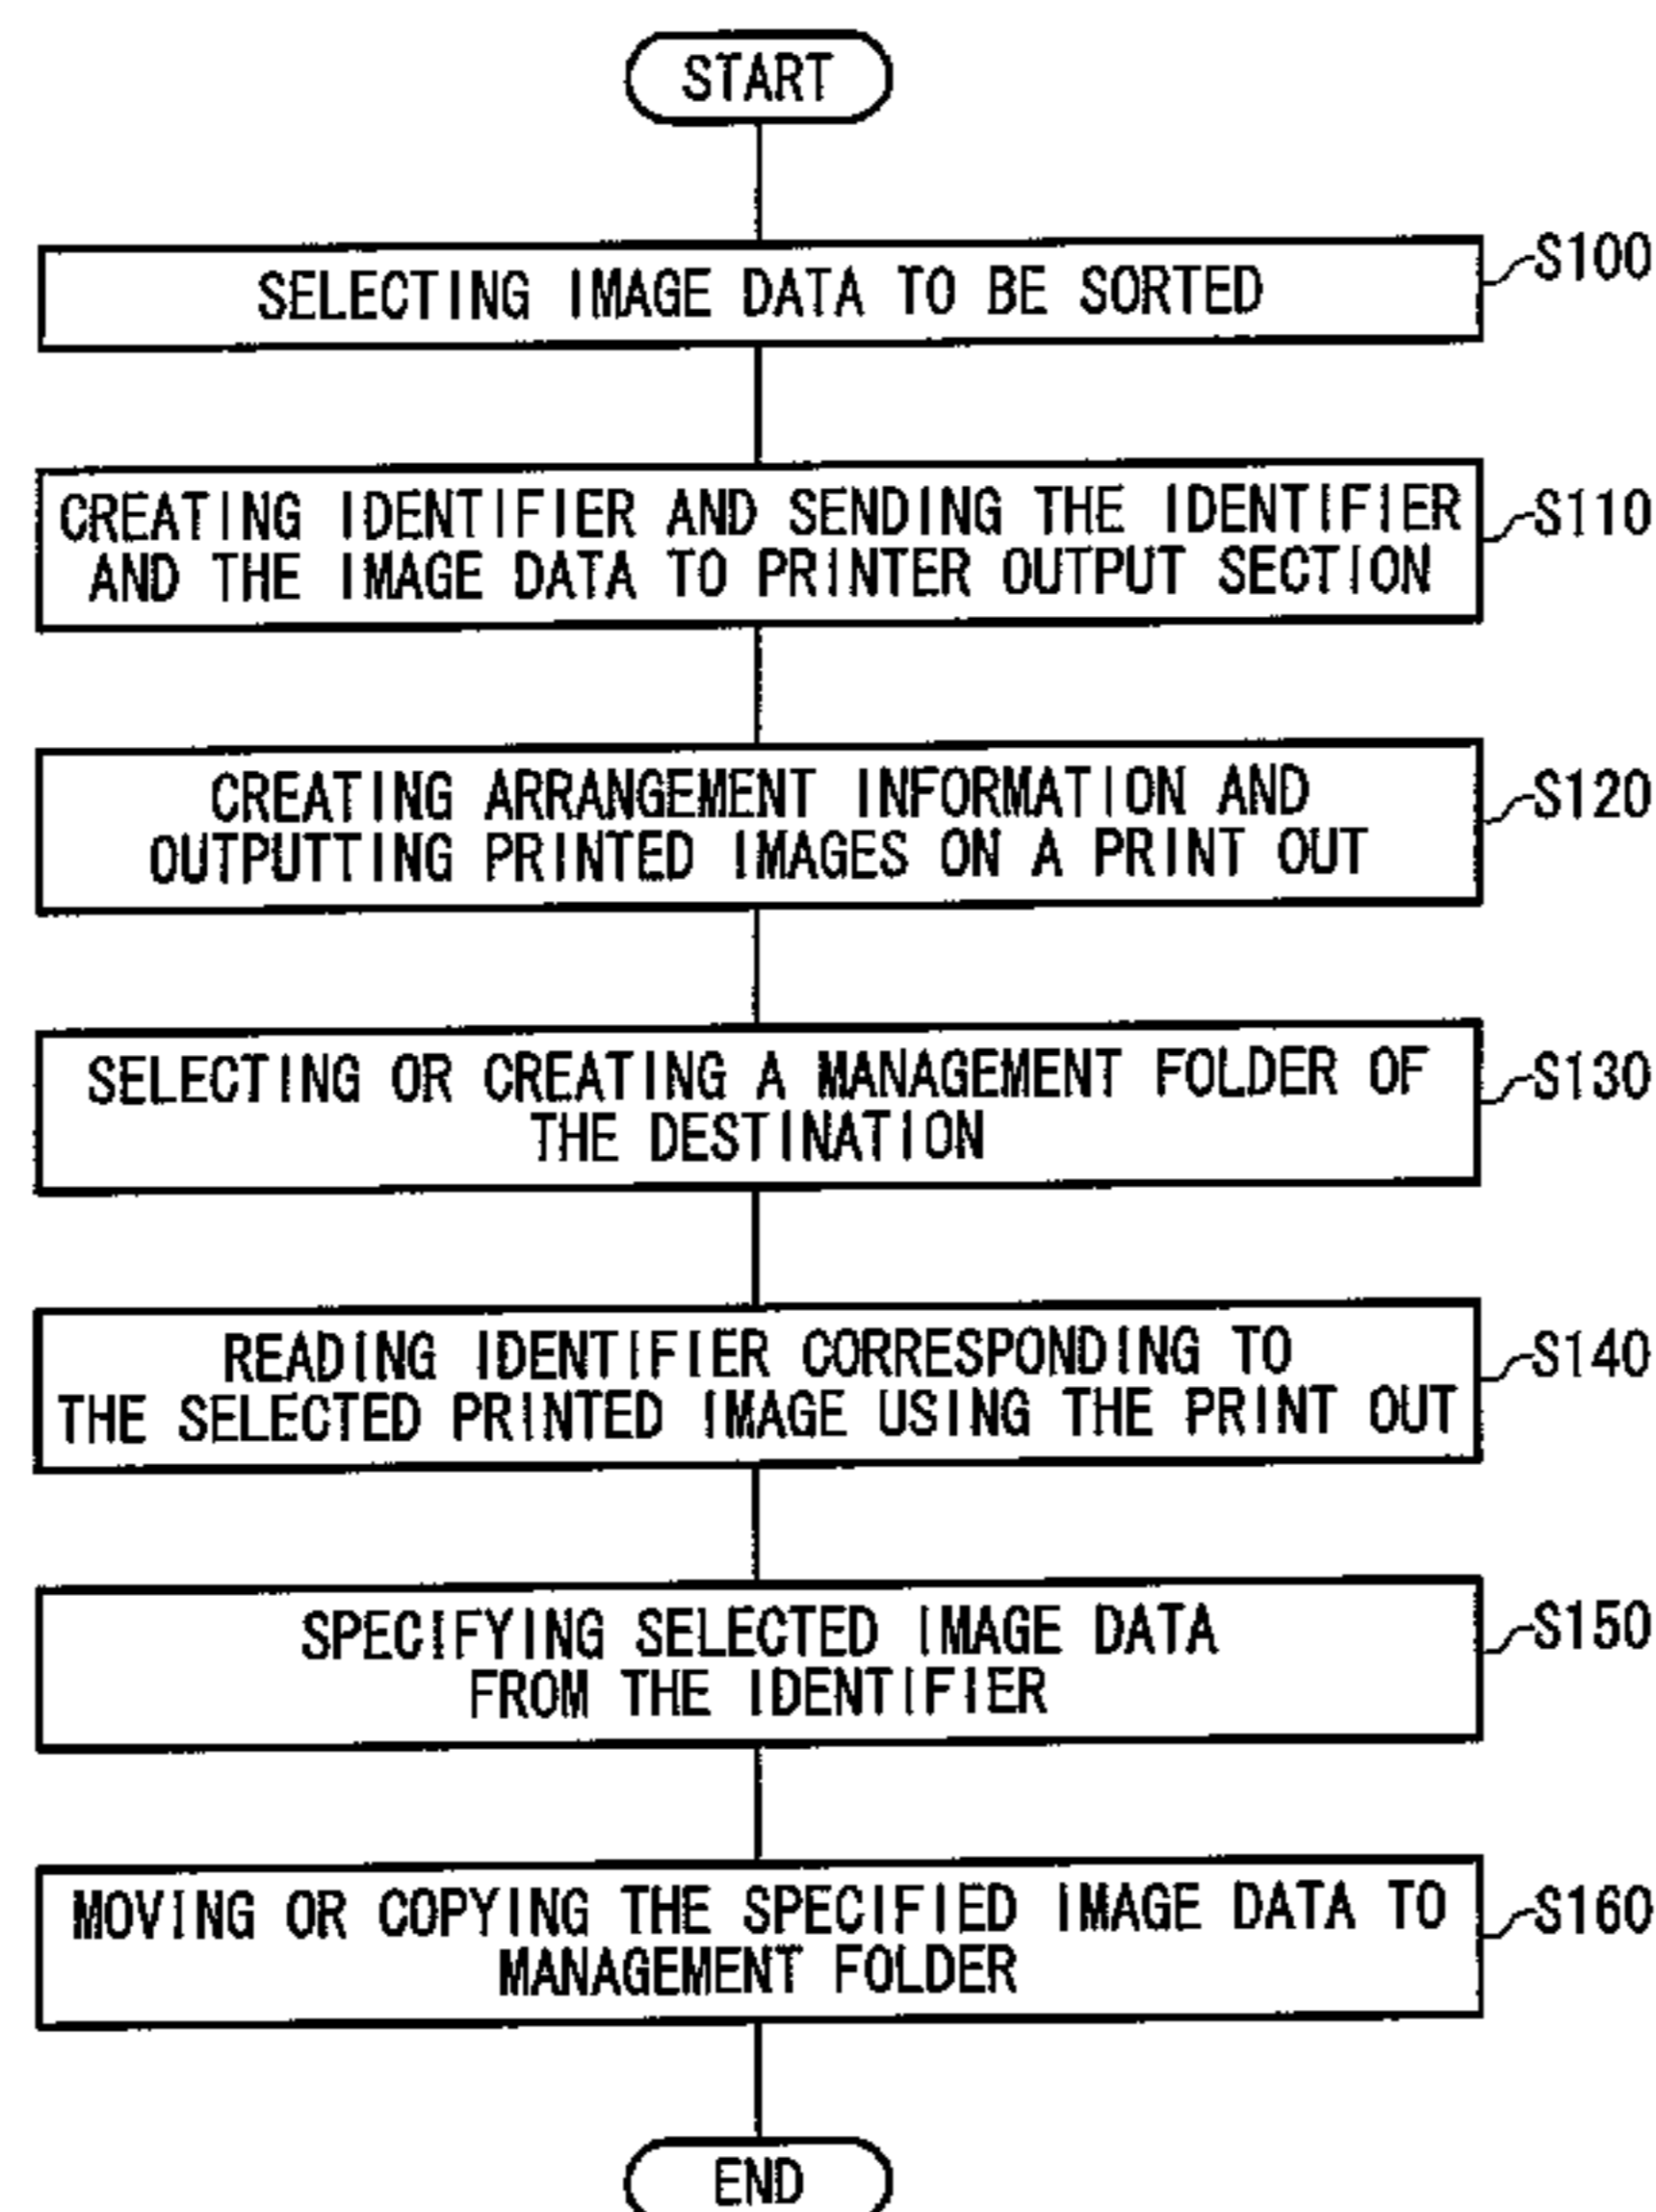 START
SELECTING IMAGE DATA TO BE SORTED
S100
CREATING IDENTIFIER AND SENDING THE IDENTIFIER
AND THE IMAGE DATA TO PRINTER OUTPUT SECTION
S110
CREATING ARRANGEMENT INFORMATION AND
OUTPUTTING PRINTED IMAGES ON A PRINT OUT
S120
SELECTING OR CREATING A MANAGEMENT FOLDER OF
THE DESTINATION
S130
READING IDENTIFIER CORRESPONDING TO
THE SELECTED PRINTED IMAGE USING THE PRINT OUT
S140
SPECIFYING SELECTED IMAGE DATA
FROM THE IDENTIFIER
S150
MOVING OR COPYING THE SPECIFIED IMAGE DATA TO
MANAGEMENT FOLDER
S160
END